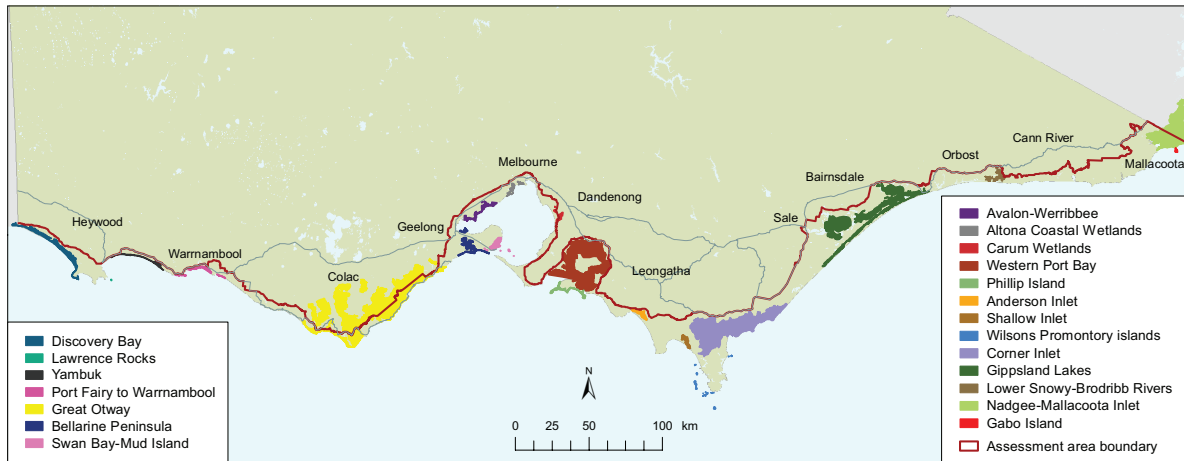 Cann River
Orbost
Melbourne
Mallacoota
Bairnsdale
Dandenong
Heywood
Sale
Geelong
Warrnambool
Leongatha
Colac
Discovery Bay
Lawrence Rocks
Yambuk
Port Fairy to Warrnambool
Great Otway
Bellarine Peninsula
Swan Bay-Mud Island
N
0 25 50 100 km
Avalon-Werribbee
Altona Coastal Wetlands
Carum Wetlands
Western Port Bay
Phillip Island
Anderson Inlet
Shallow Inlet
Wilsons Promontory islands
Corner Inlet
Gippsland Lakes
Lower Snowy-Brodribb Rivers
Nadgee-Mallacoota Inlet
Gabo Island
Assessment area boundary